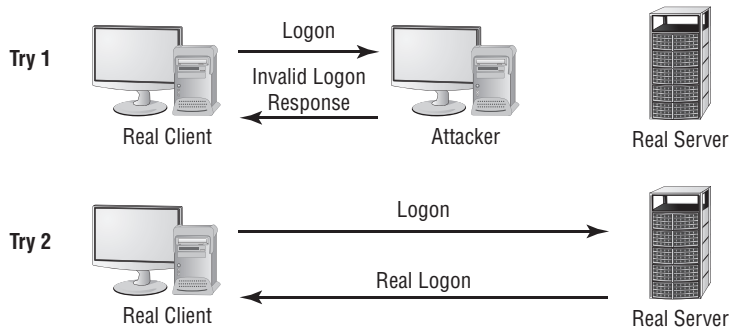 Try 1
Logon
Invalid Logon
Response
Real Client
Attacker
Real Server
Try 2
Logon
Real Logon
Real Client
Real Server